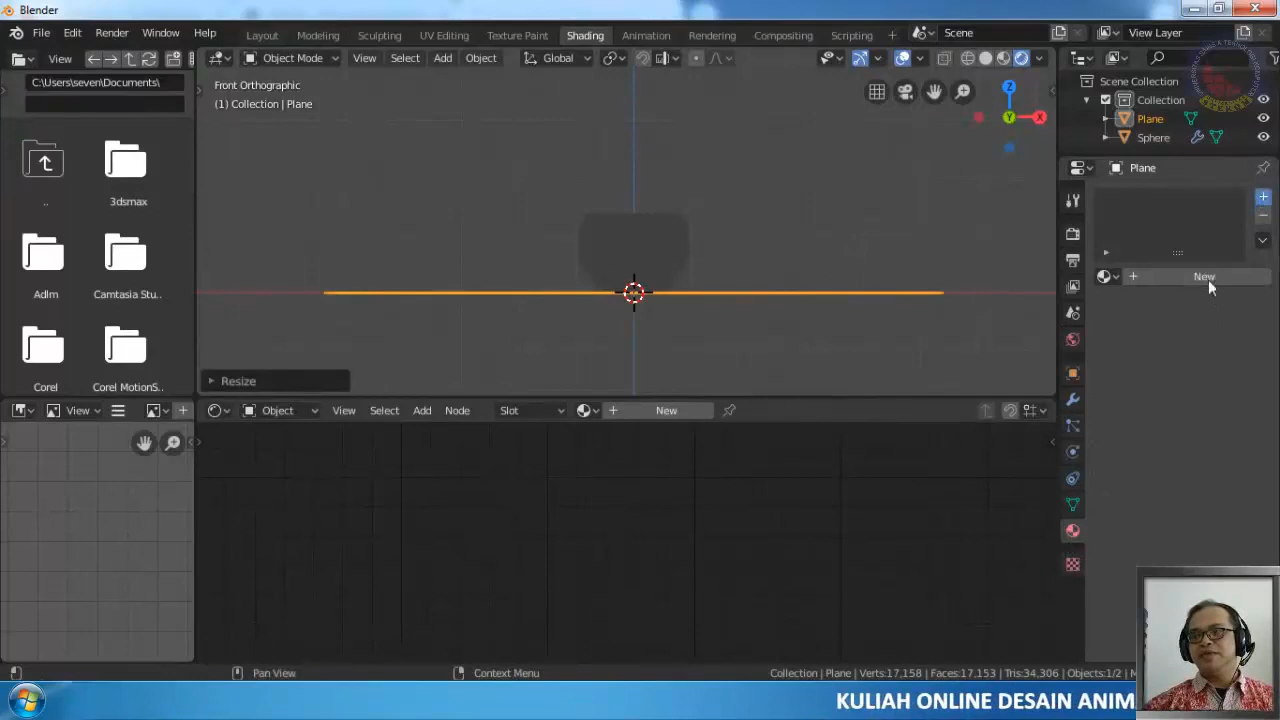 Blender
File Edit Render Window Help
Layout Modeling Sculpting UV Editing Texture Paint Shading Animation Rendering Compositing Scripting
Scene
View Layer
View
C:\Users\seven\Documents\
..
3dsmax
Adlm
Camtasia Stu..
Corel
Corel MotionS..
Object Mode View Select Add Object Global
Front Orthographic
(1) Collection | Plane
Z
Y
X
Resize
Scene Collection
Collection
Plane
Sphere
Plane
New
View
Object View Select Add Node Slot New
Pan View
Context Menu
Collection | Plane Verts:17,158 | Faces:17,153 | Tris:34,306 | Objects:1/2 | M
KULIAH ONLINE DESAIN ANIM